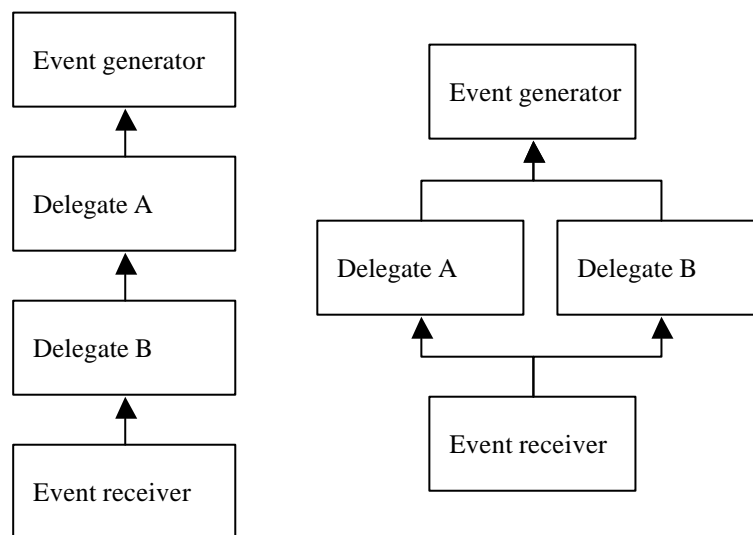 Event generator
Delegate A
Delegate B
Event receiver
Event generator
Delegate A
Delegate B
Event receiver